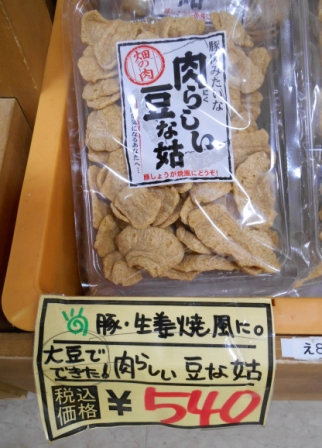 畑の肉
豚肉みたいな
肉らしい
豆な姑
豚しょうが焼風にどうぞ!
豚・生姜焼風に。
大豆で
できた!
肉らしい 豆な姑
税込
価格
¥540